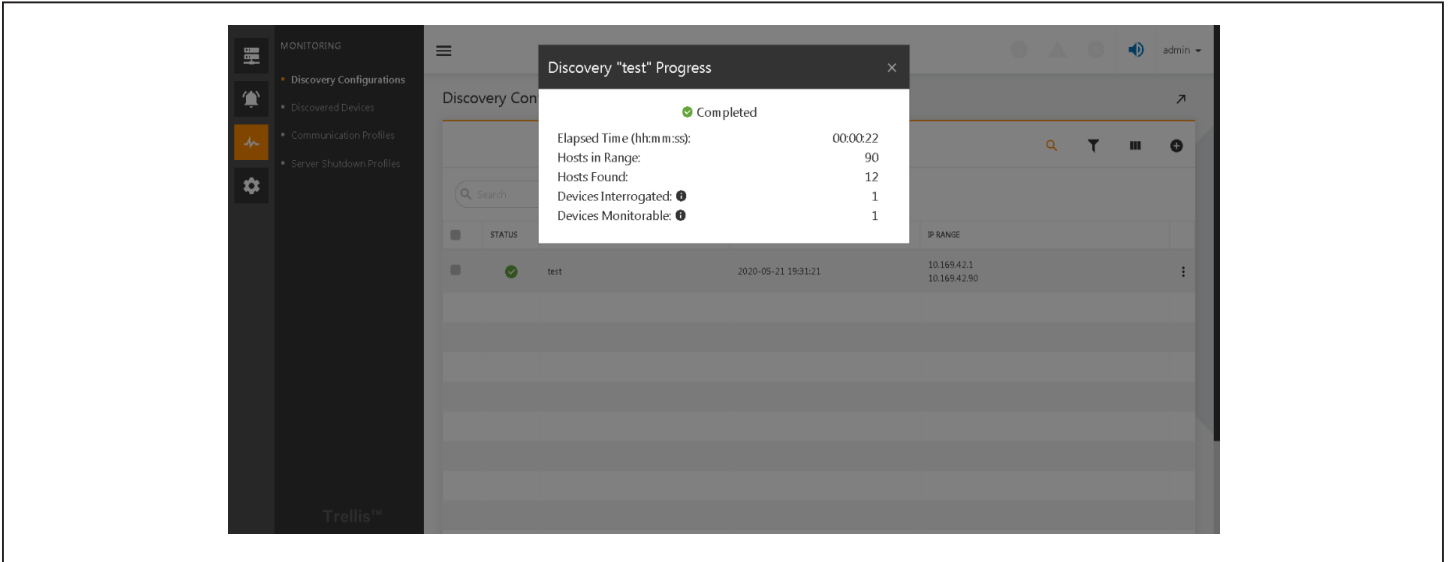 MONITORING
Discovery Configurations
Discovered Devices
Communication Profiles
Server Shutdown Profiles
Trellis™
admin
Discovery Con
Discovery "test" Progress
Completed
Elapsed Time (hh:mm:ss): 00:00:22
Hosts in Range: 90
Hosts Found: 12
Devices Interrogated: 1
Devices Monitorable: 1
Search
STATUS IP RANGE
test 2020-05-21 19:31:21 10.169.42.1
10.169.42.90